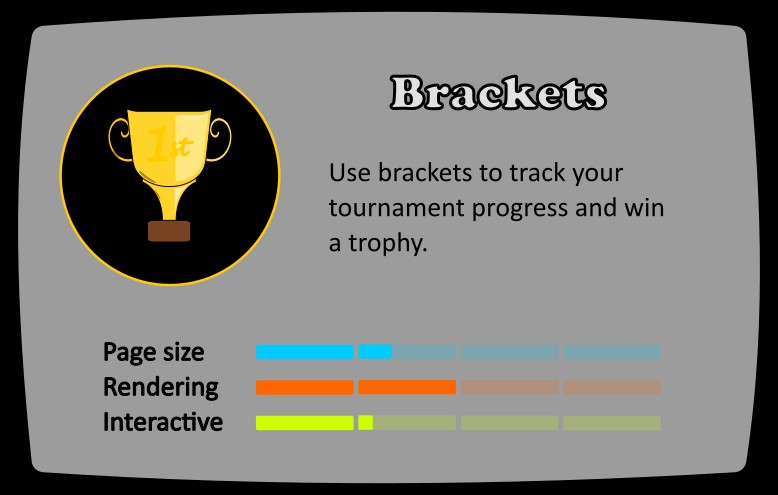 Brackets
1st
Use brackets to track your
tournament progress and win
a trophy.
Page size
Rendering
Interactive